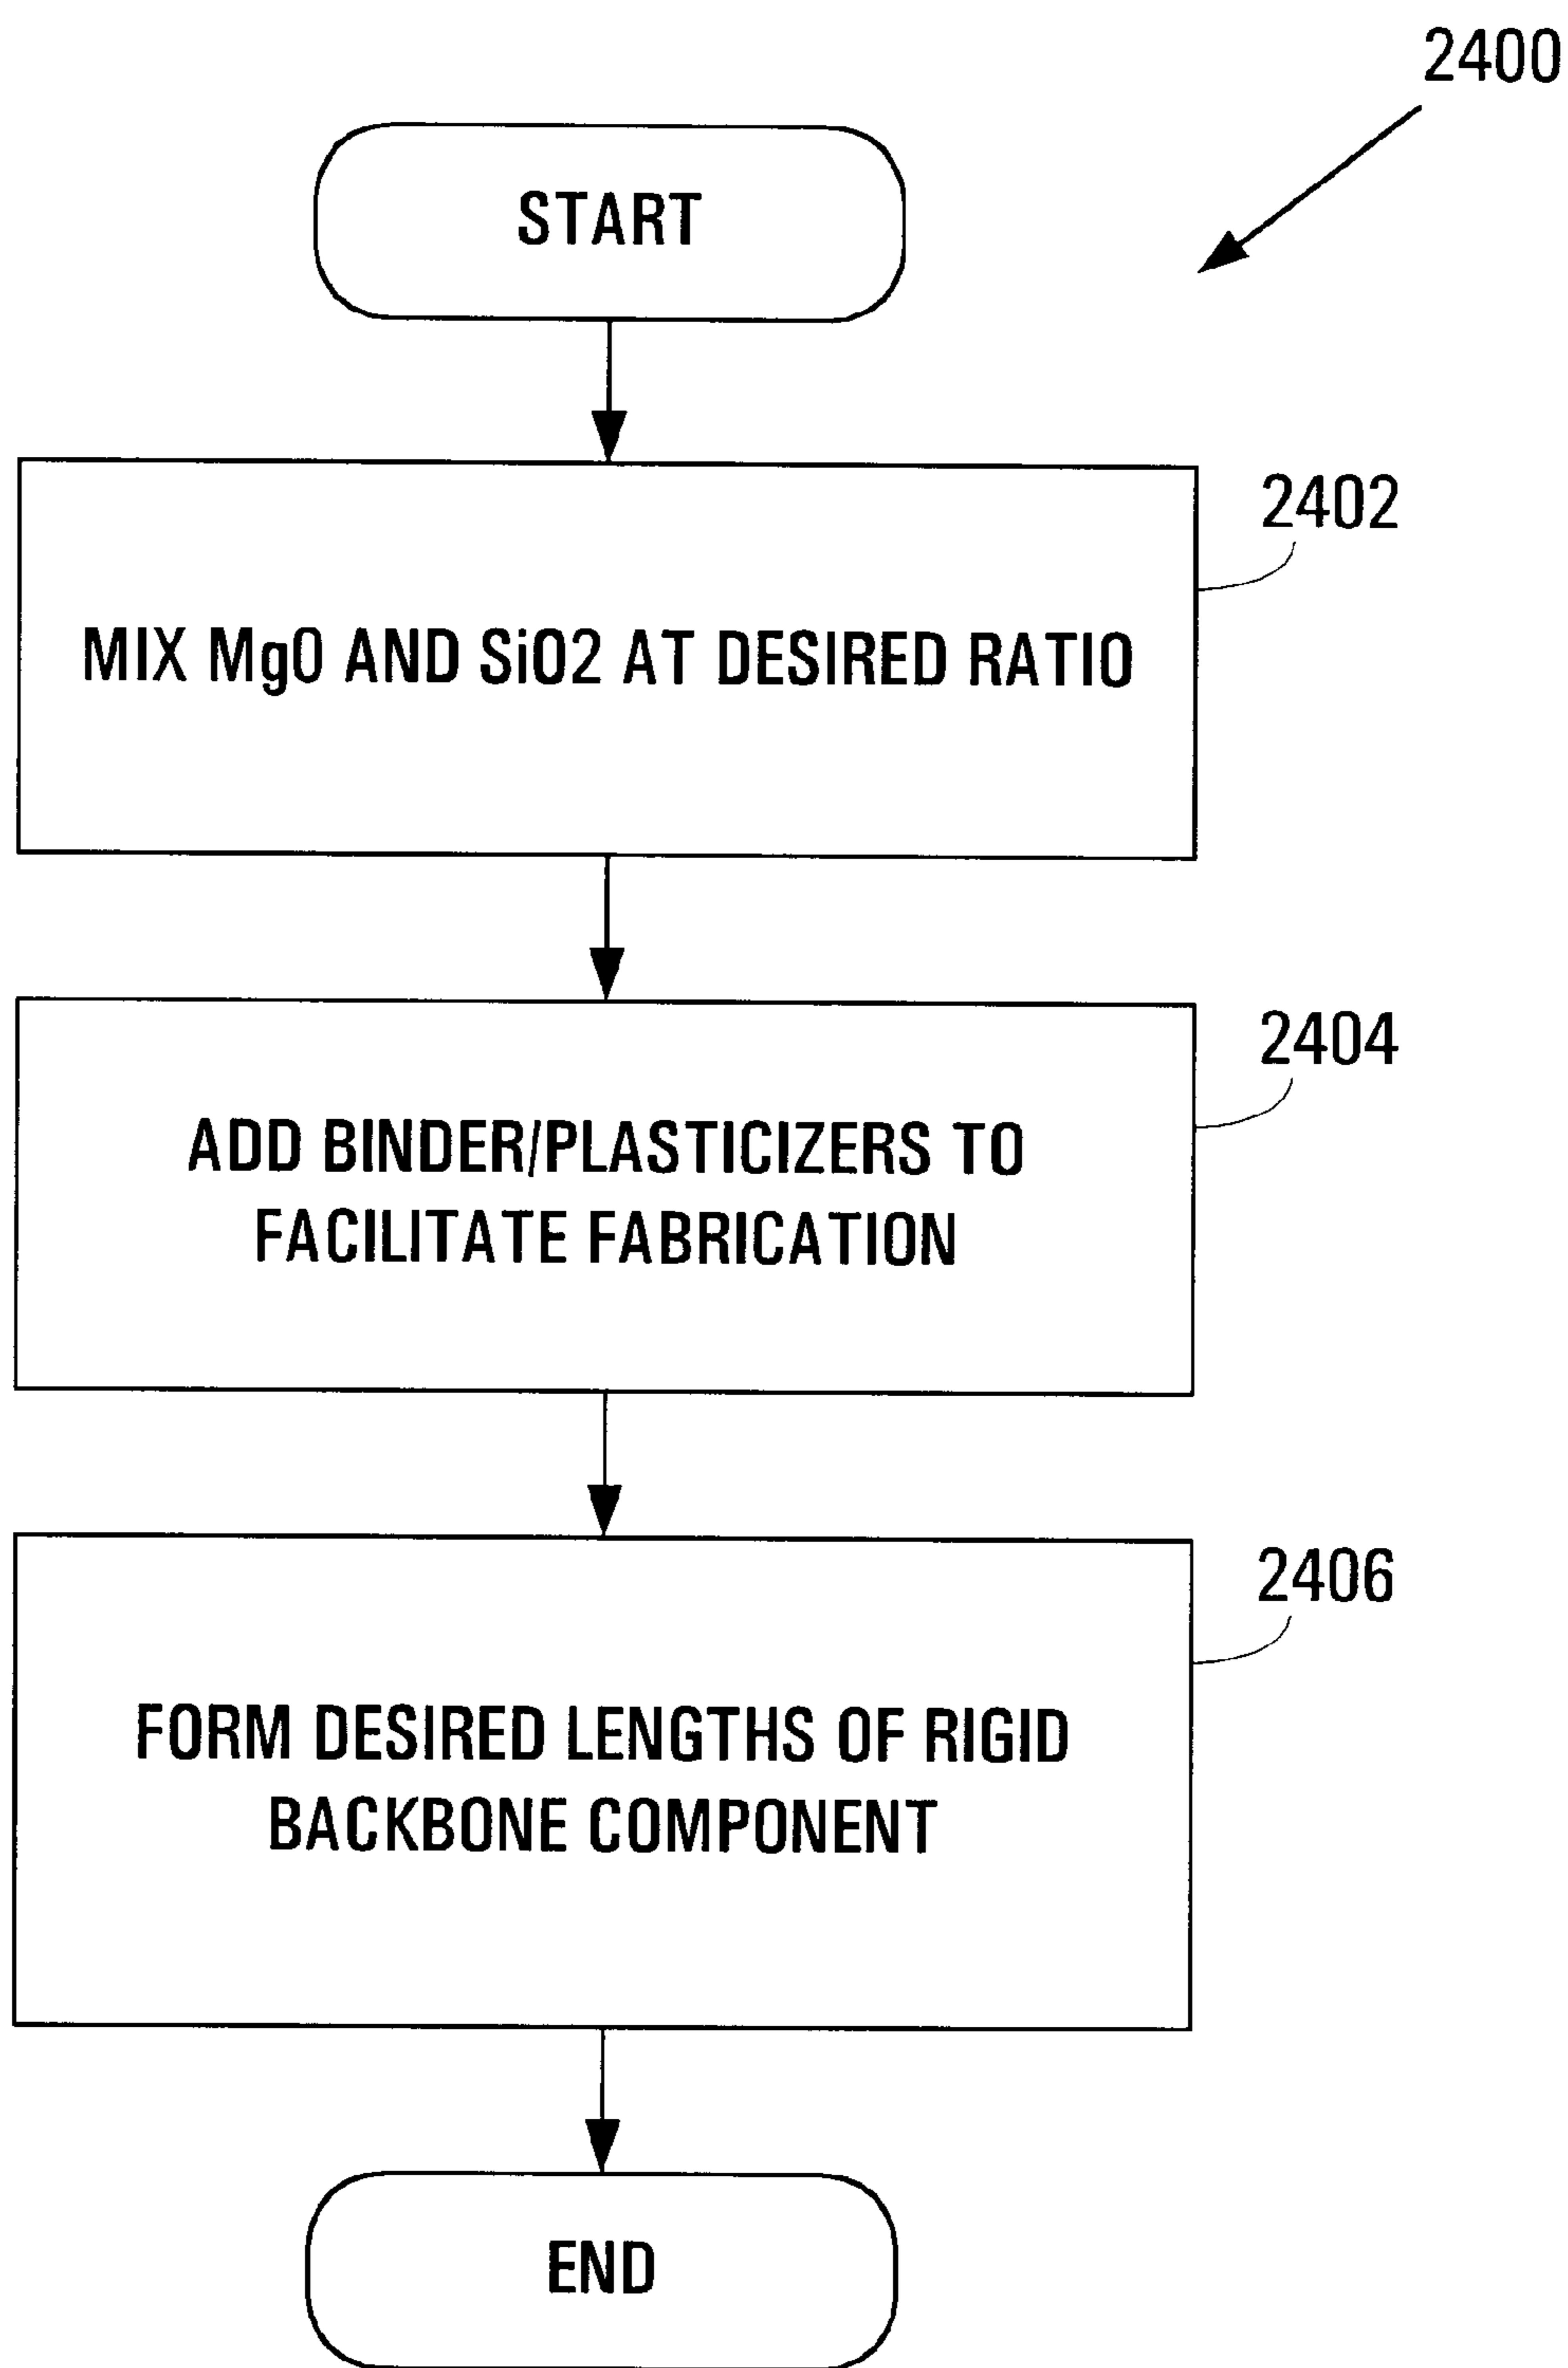 2400
START
2402
MIX MgO AND SiO2 AT DESIRED RATIO
2404
ADD BINDER/PLASTICIZERS TO
FACILITATE FABRICATION
2406
FORM DESIRED LENGTHS OF RIGID
BACKBONE COMPONENT
END